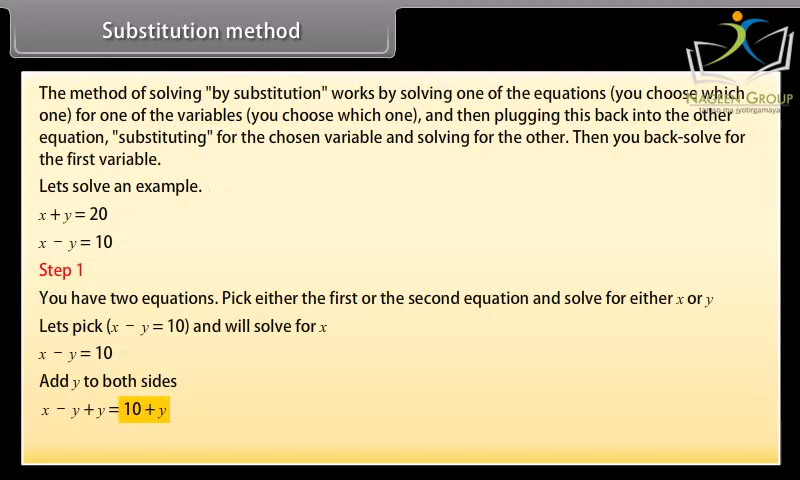 Substitution method
NAGEEN GROUP
The method of solving "by substitution" works by solving one of the equations (you choose which
one) for one of the variables (you choose which one), and then plugging this back into the other
equation, "substituting" for the chosen variable and solving for the other. Then you back-solve for
the first variable.
Lets solve an example.
x + y = 20
x − y = 10
Step 1
You have two equations. Pick either the first or the second equation and solve for either x or y
Lets pick (x − y = 10) and will solve for x
x − y = 10
Add y to both sides
x − y + y = 10 + y